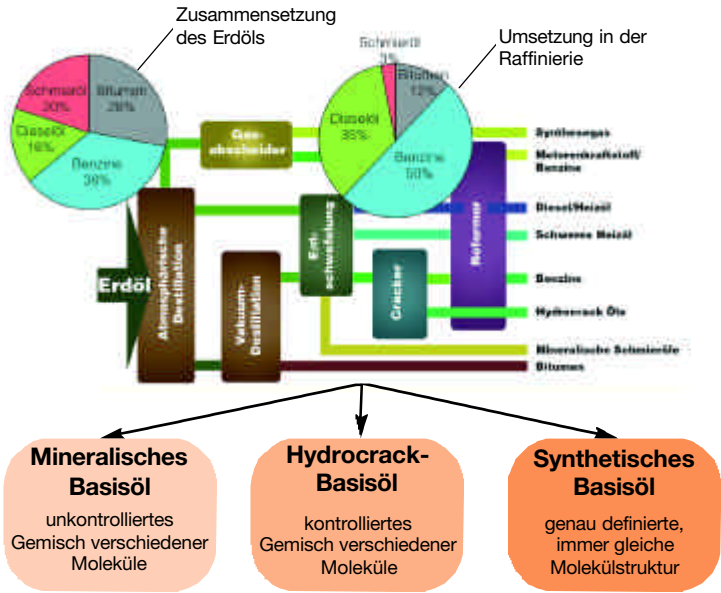 Zusammensetzung
des Erdöls
Umsetzung in der
Raffinierie
Schmieröl
20%
Bitumen
28%
Dieselöl
16%
Benzine
36%
Schmieröl
3%
Bitumen
12%
Dieselöl
35%
Benzine
50%
Gas-
abscheider
Synthesegas
Motorenkraftstoff/
Benzine
Diesel/Heizöl
Schweres Heizöl
Benzine
Hydrocrack Öle
Mineralische Schmieröle
Bitumen
Erdöl
Atmosphärische
Destillation
Vakuum-
Destillation
Ent-
schwefelung
Cracker
Reformer
Mineralisches
Basisöl
unkontrolliertes
Gemisch verschiedener
Moleküle
Hydrocrack-
Basisöl
kontrolliertes
Gemisch verschiedener
Moleküle
Synthetisches
Basisöl
genau definierte,
immer gleiche
Molekülstruktur